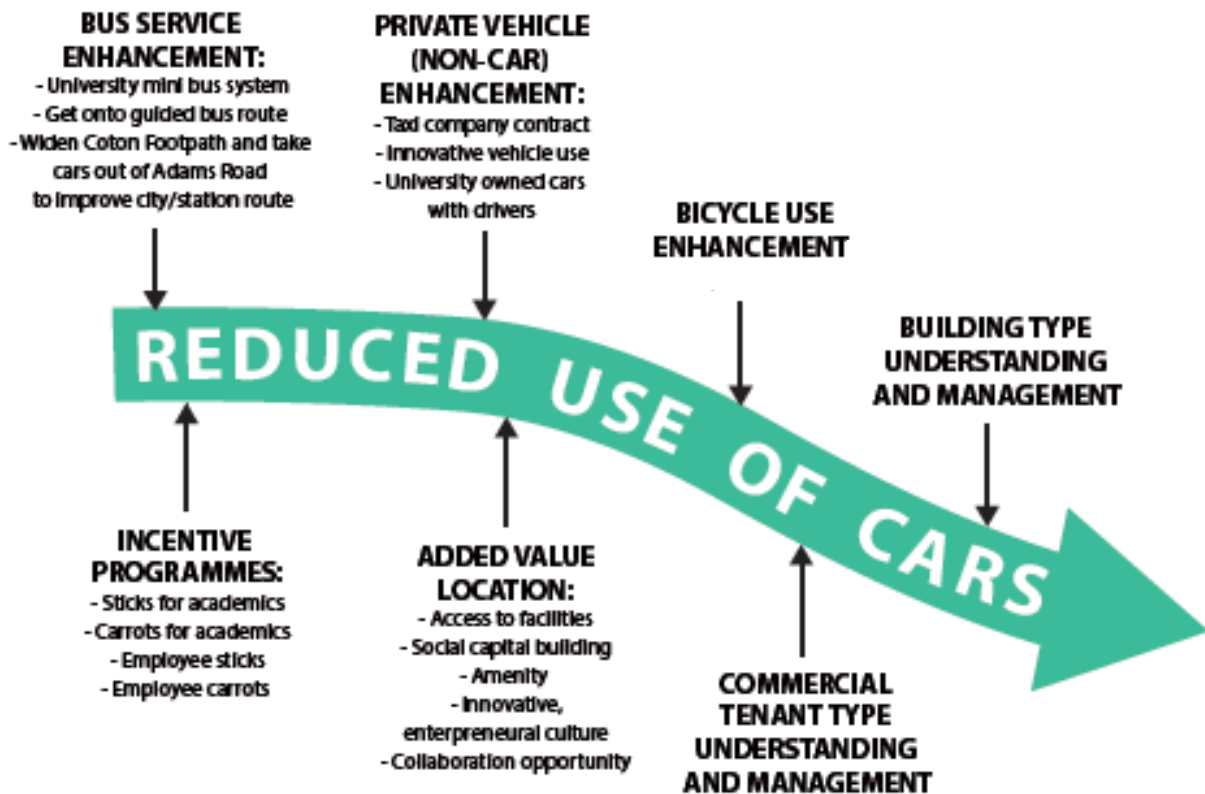 BUS SERVICE
ENHANCEMENT:
- University mini bus system
- Get onto guided bus route
- Widen Coton Footpath and take
cars out of Adams Road
to improve city/station route
PRIVATE VEHICLE
(NON-CAR)
ENHANCEMENT:
- Taxi company contract
- Innovative vehicle use
- University owned cars
with drivers
BICYCLE USE
ENHANCEMENT
BUILDING TYPE
UNDERSTANDING
AND MANAGEMENT
REDUCED USE OF CARS
INCENTIVE
PROGRAMMES:
- Sticks for academics
- Carrots for academics
- Employee sticks
- Employee carrots
ADDED VALUE
LOCATION:
- Access to facilities
- Social capital building
- Amenity
- Innovative,
enterpreneural culture
- Collaboration opportunity
COMMERCIAL
TENANT TYPE
UNDERSTANDING
AND MANAGEMENT